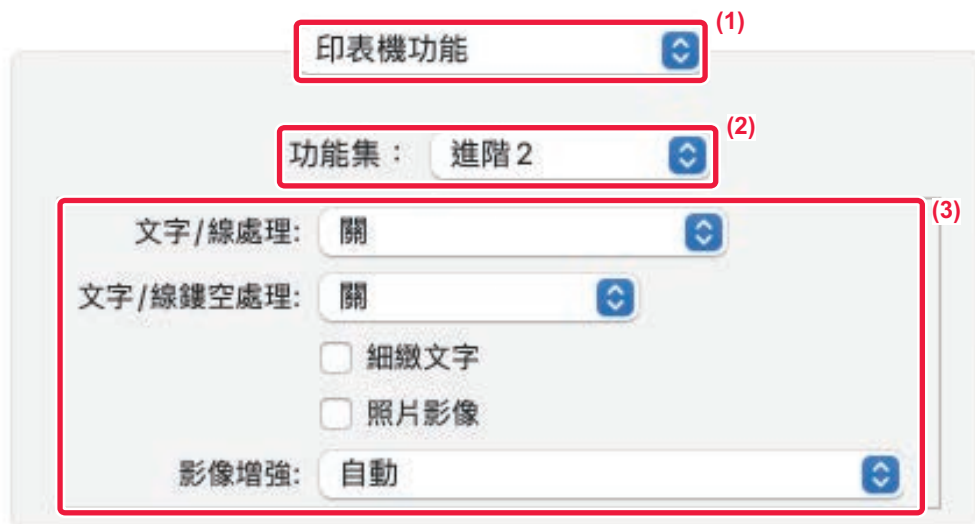 (1)
印表機功能
(2)
功能集： 進階2
(3)
文字/線處理: 關
文字/線鏤空處理: 關
細緻文字
照片影像
影像增強: 自動